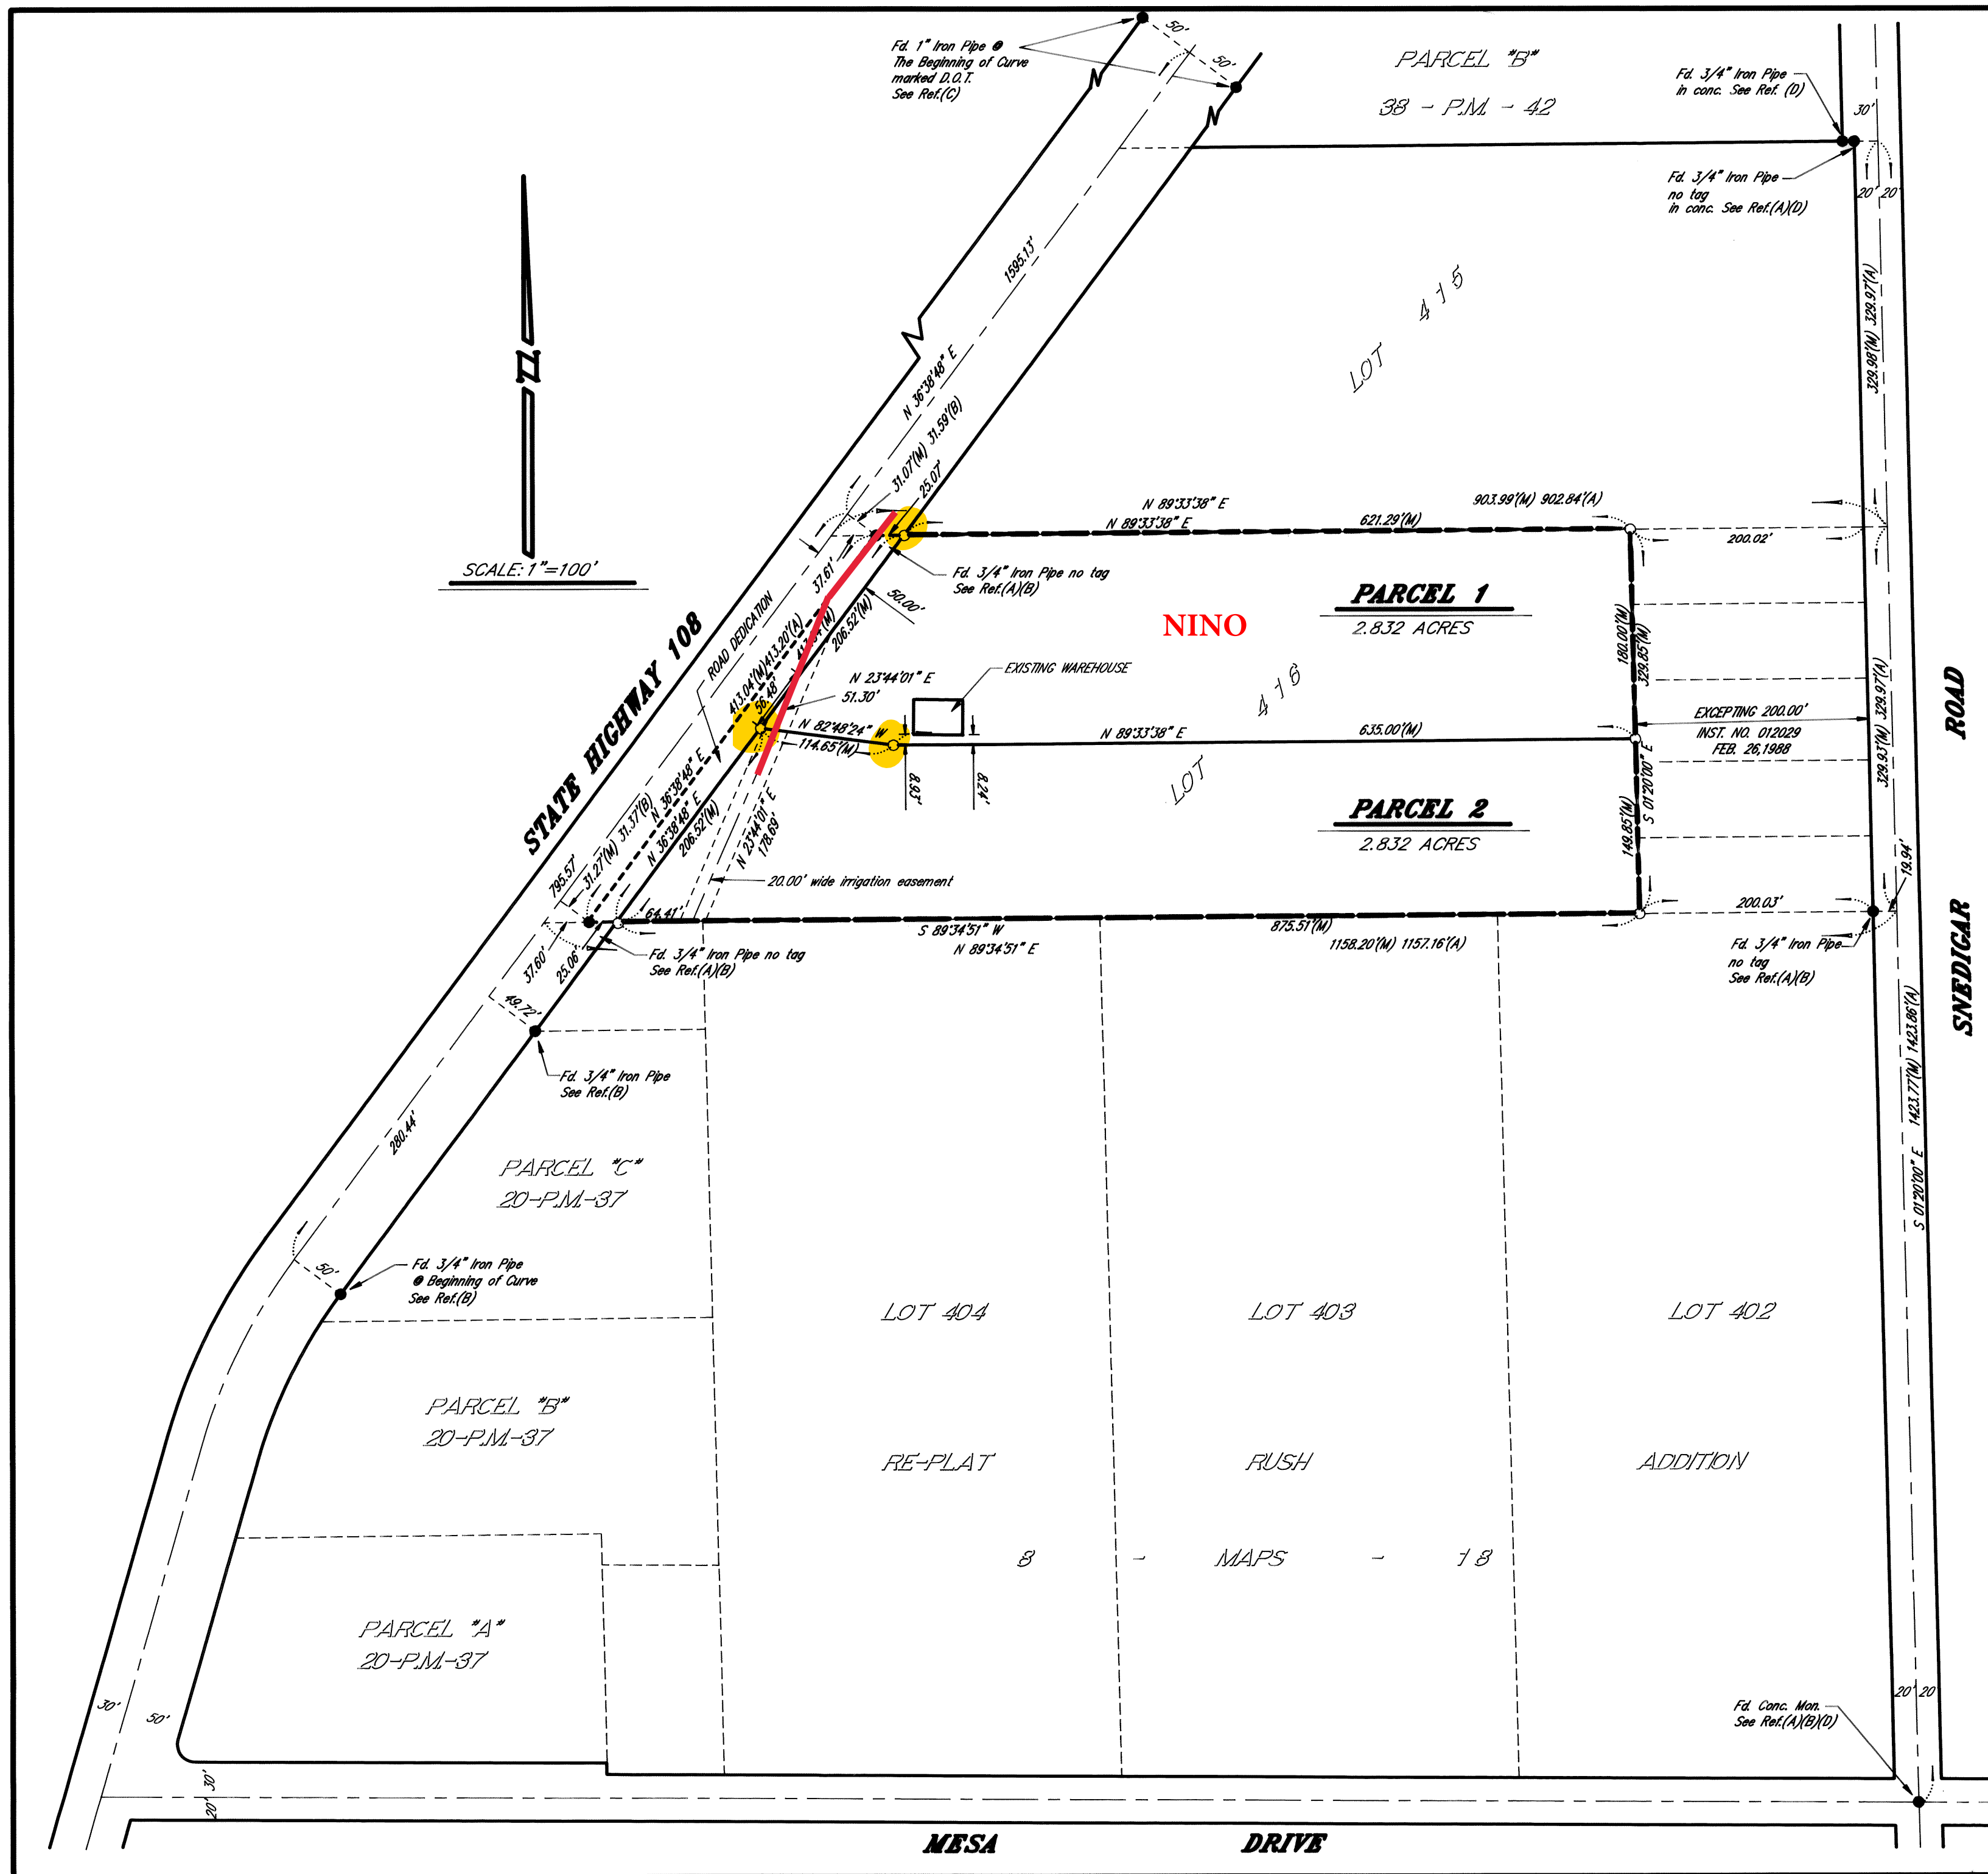 Fd. 1" Iron Pipe @
The Beginning of Curve
marked D.O.T.
See Ref.(C)
50'
50'
PARCEL "B"
38 - P.M. - 42
Fd. 3/4" Iron Pipe
in conc. See Ref. (D)
30'
Fd. 3/4" Iron Pipe
no tag
in conc. See Ref.(A)(D)
20' 20'
1595.13'
LOT 415
329.98'(M) 329.97'(A)
SCALE: 1"=100'
N 36°38'48" E
31.07'(M) 31.59'(B)
25.07'
N 89°33'38" E
903.99'(M) 902.84'(A)
N 89°33'38" E
621.29'(M)
200.02'
37.61'
Fd. 3/4" Iron Pipe no tag
See Ref.(A)(B)
50.00'
PARCEL 1
2.832 ACRES
NINO
STATE HIGHWAY 108
ROAD DEDICATION
413.04'(M) 413.20'(A)
206.52'(M)
56.48'
N 23°44'01" E
51.30'
EXISTING WAREHOUSE
180.00'(M)
329.85'(M)
LOT 416
N 82°48'24" W
114.65'(M)
N 89°33'38" E
635.00'(M)
EXCEPTING 200.00'
INST. NO. 012029
FEB. 26,1988
329.93'(M) 329.97'(A)
8.93'
8.24'
SNEDIGAR ROAD
N 36°38'48" E
N 36°38'48" E
206.52'(M)
N 23°44'01" E
178.69'
PARCEL 2
2.832 ACRES
149.85'(M)
S 01°20'00" E
795.57'
31.27'(M) 31.37'(B)
20.00' wide irrigation easement
19.94'
64.41'
S 89°34'51" W
875.51'(M)
N 89°34'51" E
1158.20'(M) 1157.16'(A)
200.03'
37.60'
25.06'
Fd. 3/4" Iron Pipe no tag
See Ref.(A)(B)
Fd. 3/4" Iron Pipe
no tag
See Ref.(A)(B)
49.72'
Fd. 3/4" Iron Pipe
See Ref.(B)
280.44'
S 01°20'00" E 1423.77'(M) 1423.86'(A)
PARCEL "C"
20-P.M.-37
50'
Fd. 3/4" Iron Pipe
@ Beginning of Curve
See Ref.(B)
LOT 404
LOT 403
LOT 402
PARCEL "B"
20-P.M.-37
RE-PLAT RUSH ADDITION
8 - MAPS - 18
PARCEL "A"
20-P.M.-37
30'
50'
20' 20
Fd. Conc. Mon.
See Ref.(A)(B)(D)
20' 30'
MESA DRIVE